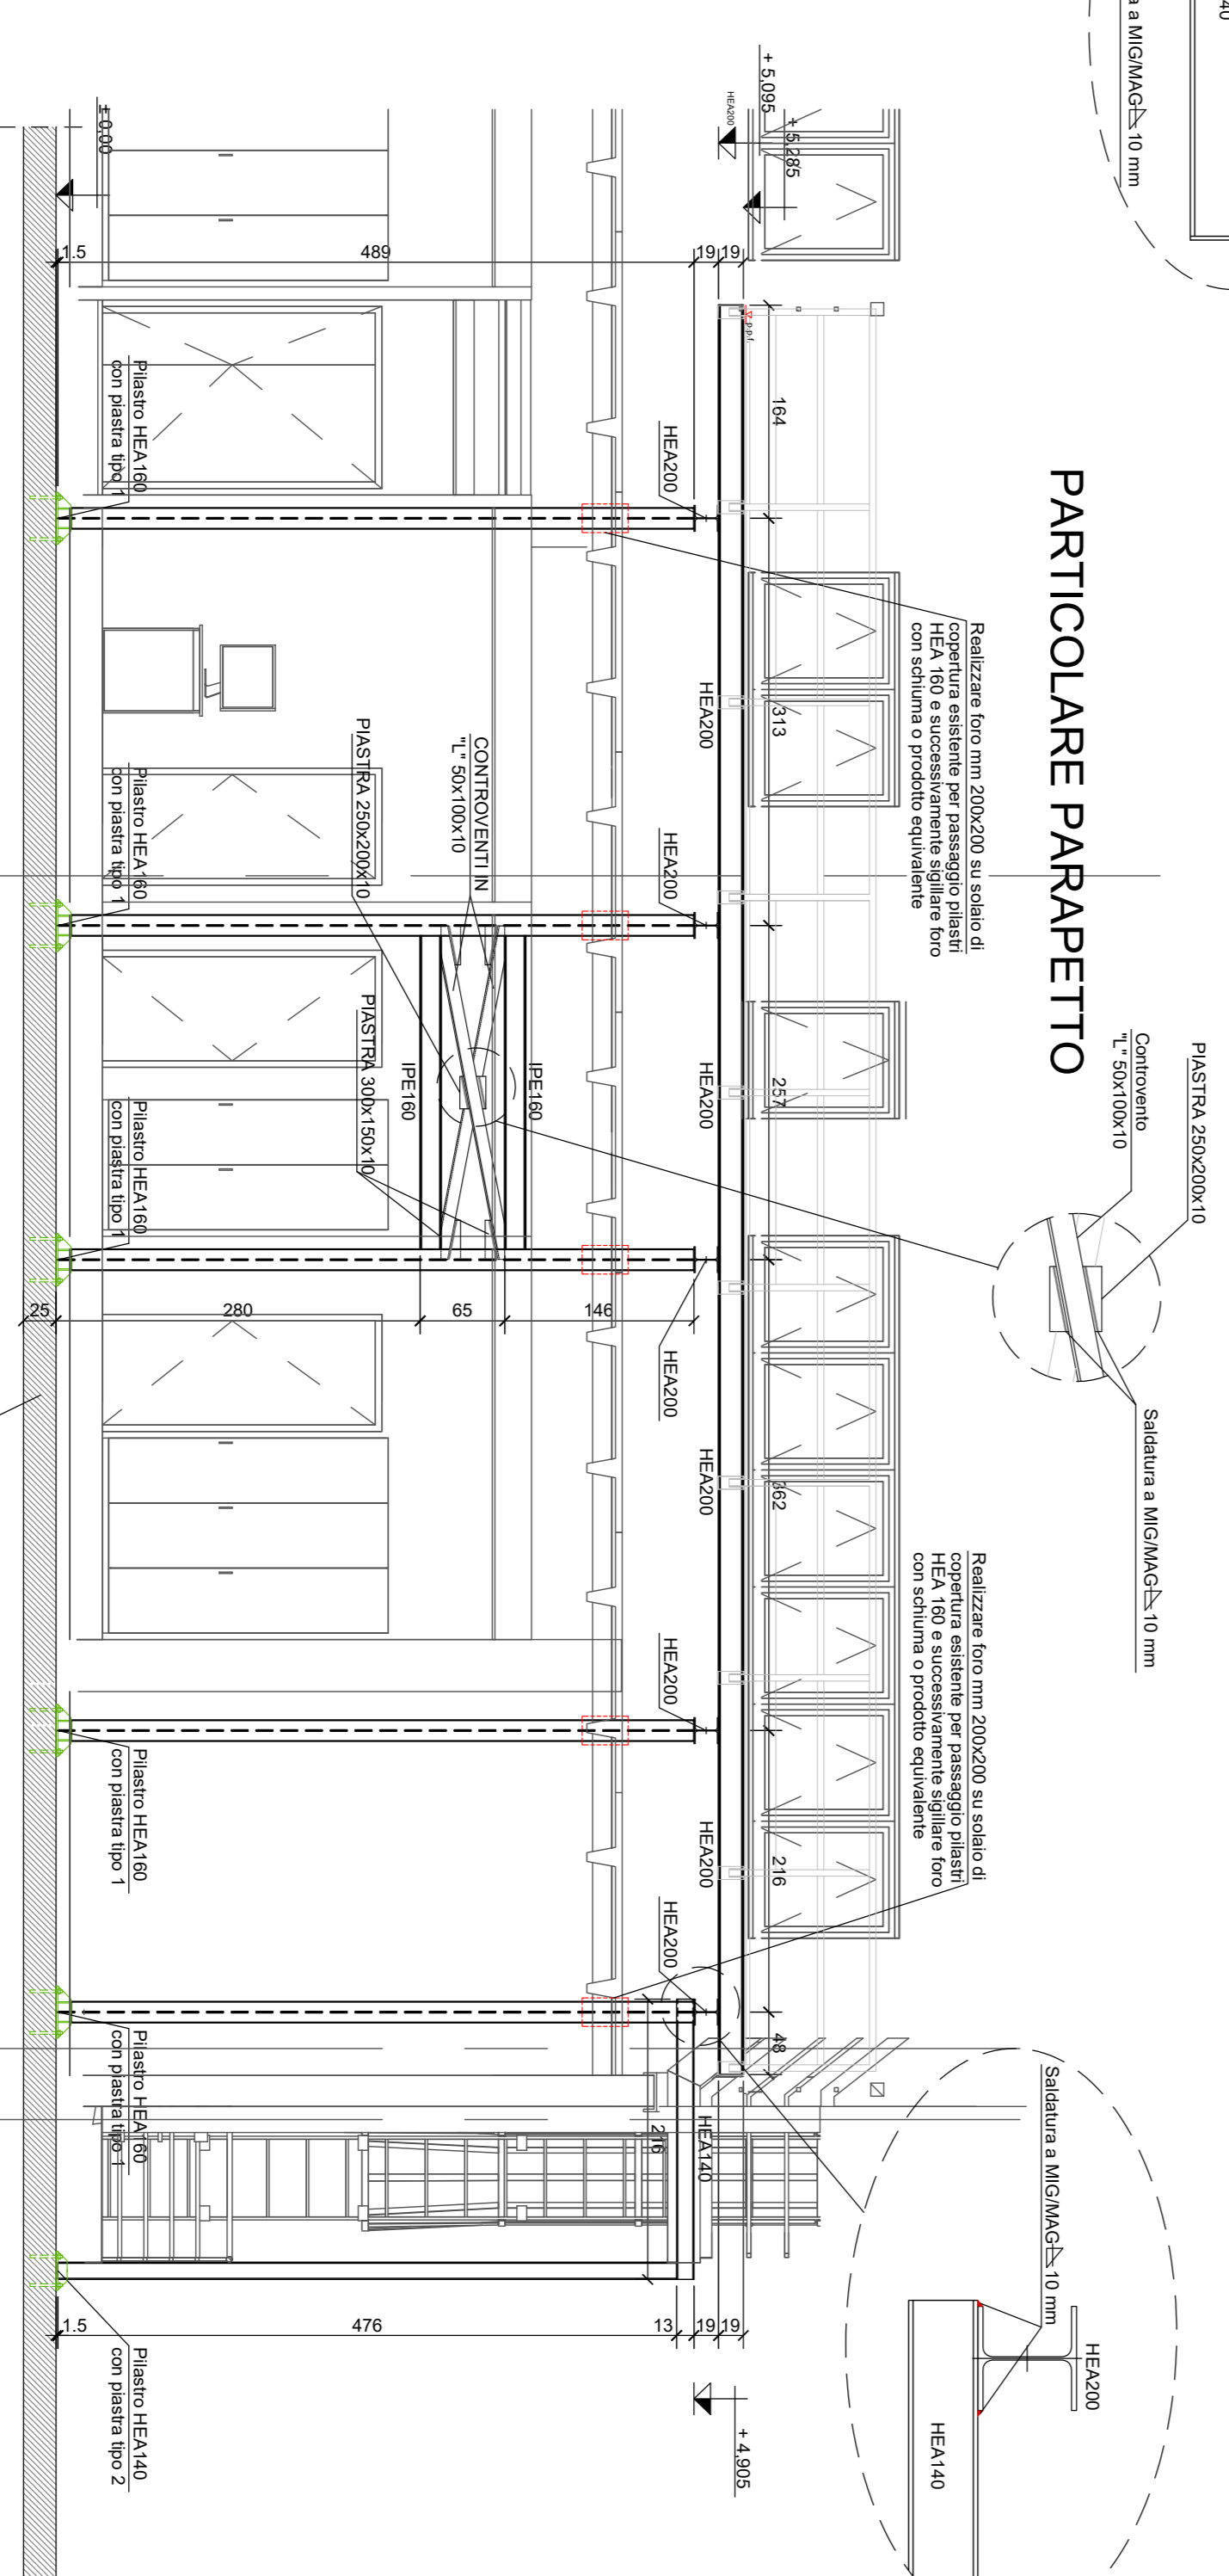 40
a a MIG/MAG 10 mm
PARTICOLARE PARAPETTO
PIASTRA 250x200x10
Controvento
"L" 50x100x10
Saldatura a MIG/MAG 10 mm
Saldatura a MIG/MAG 10 mm
HEA200
HEA140
Realizzare foro mm 200x200 su solaio di
copertura esistente per passaggio pilastri
HEA 160 e successivamente sigillare foro
con schiuma o prodotto equivalente
Realizzare foro mm 200x200 su solaio di
copertura esistente per passaggio pilastri
HEA 160 e successivamente sigillare foro
con schiuma o prodotto equivalente
+ 5,285
+ 5,095
HEA200
p.p.f.
164
313
257
362
216
48
+ 4,905
HEA200
HEA200
HEA200
HEA200
HEA140
19
19
19
19
13
HEA200
HEA200
HEA200
HEA200
HEA200
216
146
65
280
25
489
1.5
476
1.5
IPE160
IPE160
CONTROVENTI IN
"L" 50x100x10
PIASTRA 250x200x10
PIASTRA 300x150x10
+ 0,00
Pilastro HEA160
con piastra tipo 1
Pilastro HEA160
con piastra tipo 1
Pilastro HEA160
con piastra tipo 1
Pilastro HEA160
con piastra tipo 1
Pilastro HEA160
con piastra tipo 1
Pilastro HEA140
con piastra tipo 2